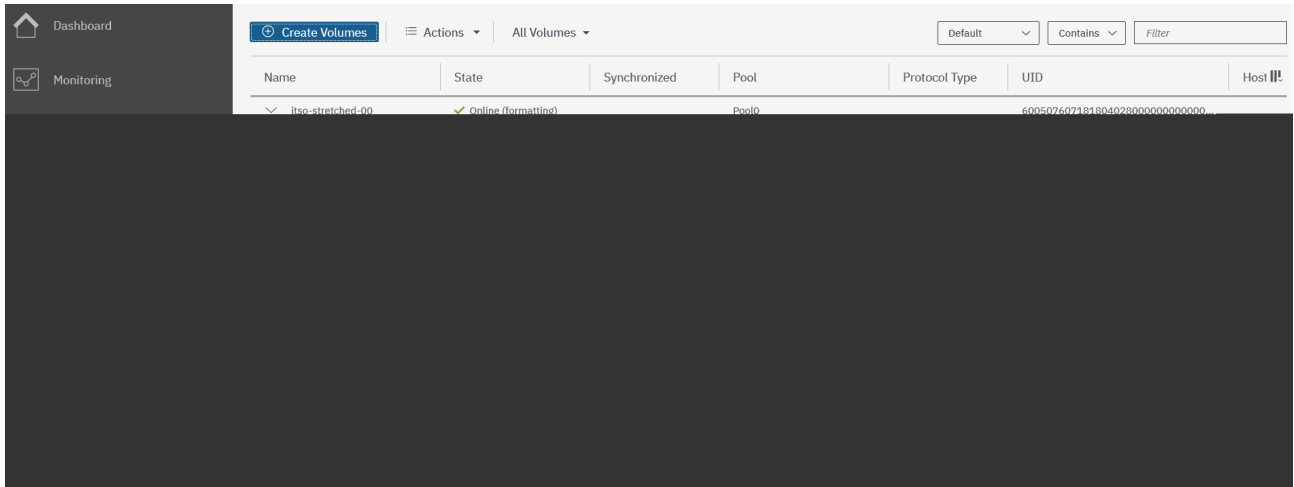 Dashboard
Monitoring
Create Volumes Actions All Volumes Default Contains Filter
Name State Synchronized Pool Protocol Type UID Host
itso-stretched-00 Online (formatting) Pool0